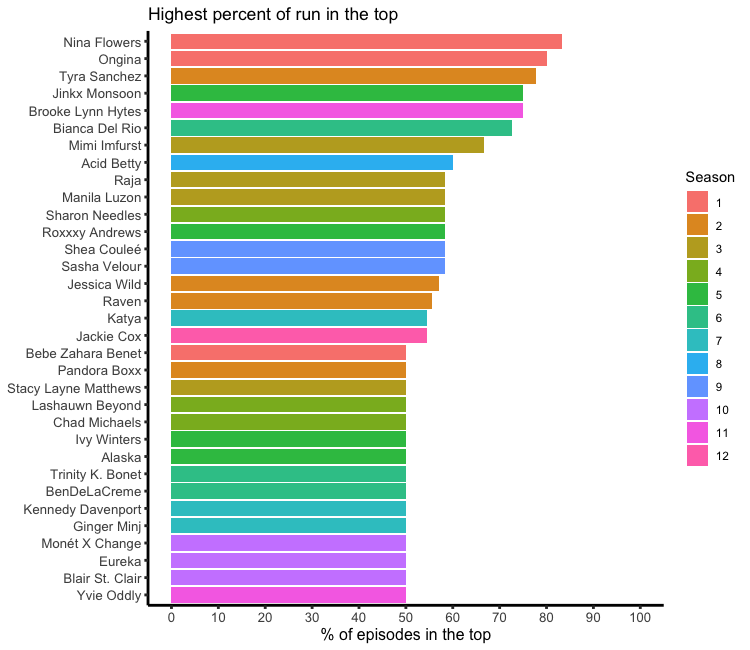 Highest percent of run in the top
Nina Flowers
Ongina
Tyra Sanchez
Jinkx Monsoon
Brooke Lynn Hytes
Bianca Del Rio
Mimi Imfurst
Acid Betty
Raja
Manila Luzon
Sharon Needles
Roxxxy Andrews
Shea Couleé
Sasha Velour
Jessica Wild
Raven
Katya
Jackie Cox
Bebe Zahara Benet
Pandora Boxx
Stacy Layne Matthews
Lashauwn Beyond
Chad Michaels
Ivy Winters
Alaska
Trinity K. Bonet
BenDeLaCreme
Kennedy Davenport
Ginger Minj
Monét X Change
Eureka
Blair St. Clair
Yvie Oddly
0 10 20 30 40 50 60 70 80 90 100
% of episodes in the top
Season
1
2
3
4
5
6
7
8
9
10
11
12